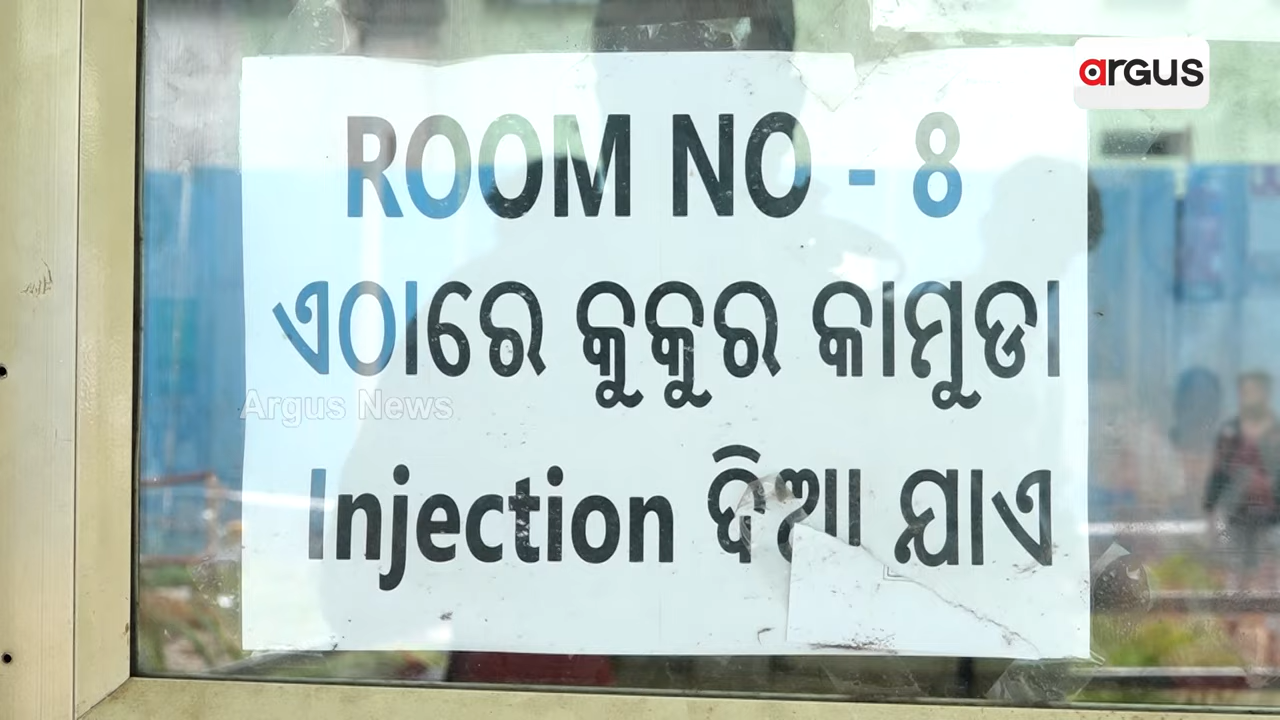 argus
ROOM NO - 8
ଏଠାରେ କୁକୁର କାମୁଡା
Argus News
Injection ଦିଆ ଯାଏ